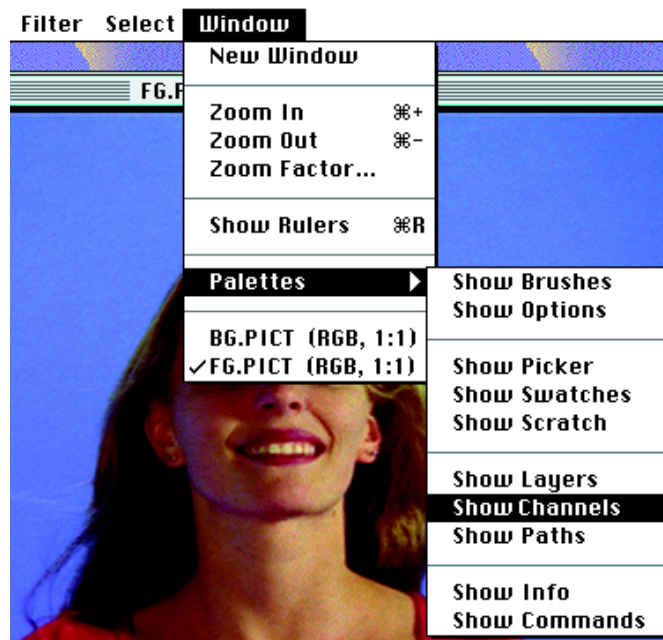 Filter Select Window
New Window
FG.P
Zoom In ⌘+
Zoom Out ⌘-
Zoom Factor...
Show Rulers ⌘R
Palettes ▶
BG.PICT (RGB, 1:1)
✓FG.PICT (RGB, 1:1)
Show Brushes
Show Options
Show Picker
Show Swatches
Show Scratch
Show Layers
Show Channels
Show Paths
Show Info
Show Commands